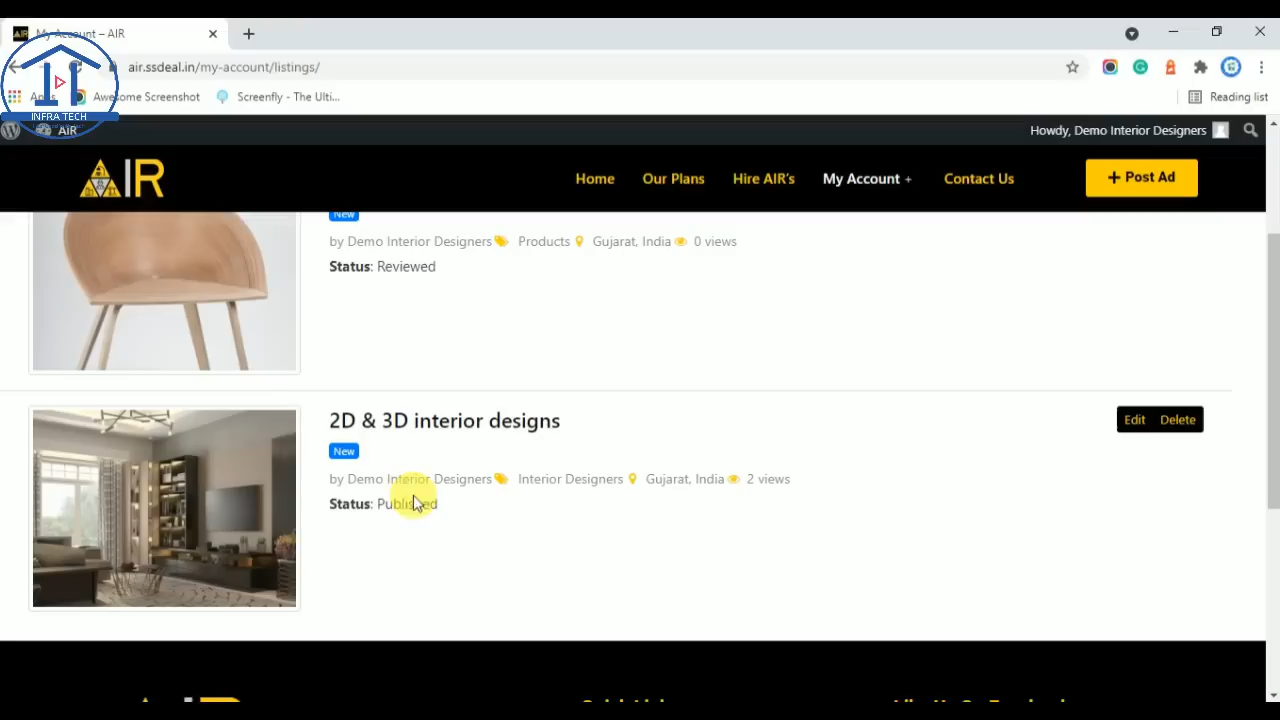 My Account – AIR
air.ssdeal.in/my-account/listings/
Apps Awesome Screenshot Screenfly - The Ulti... Reading list
INFRA TECH
AIR Howdy, Demo Interior Designers
AIR Home Our Plans Hire AIR's My Account + Contact Us + Post Ad
New
by Demo Interior Designers Products Gujarat, India 0 views
Status: Reviewed
2D & 3D interior designs Edit Delete
New
by Demo Interior Designers Interior Designers Gujarat, India 2 views
Status: Published